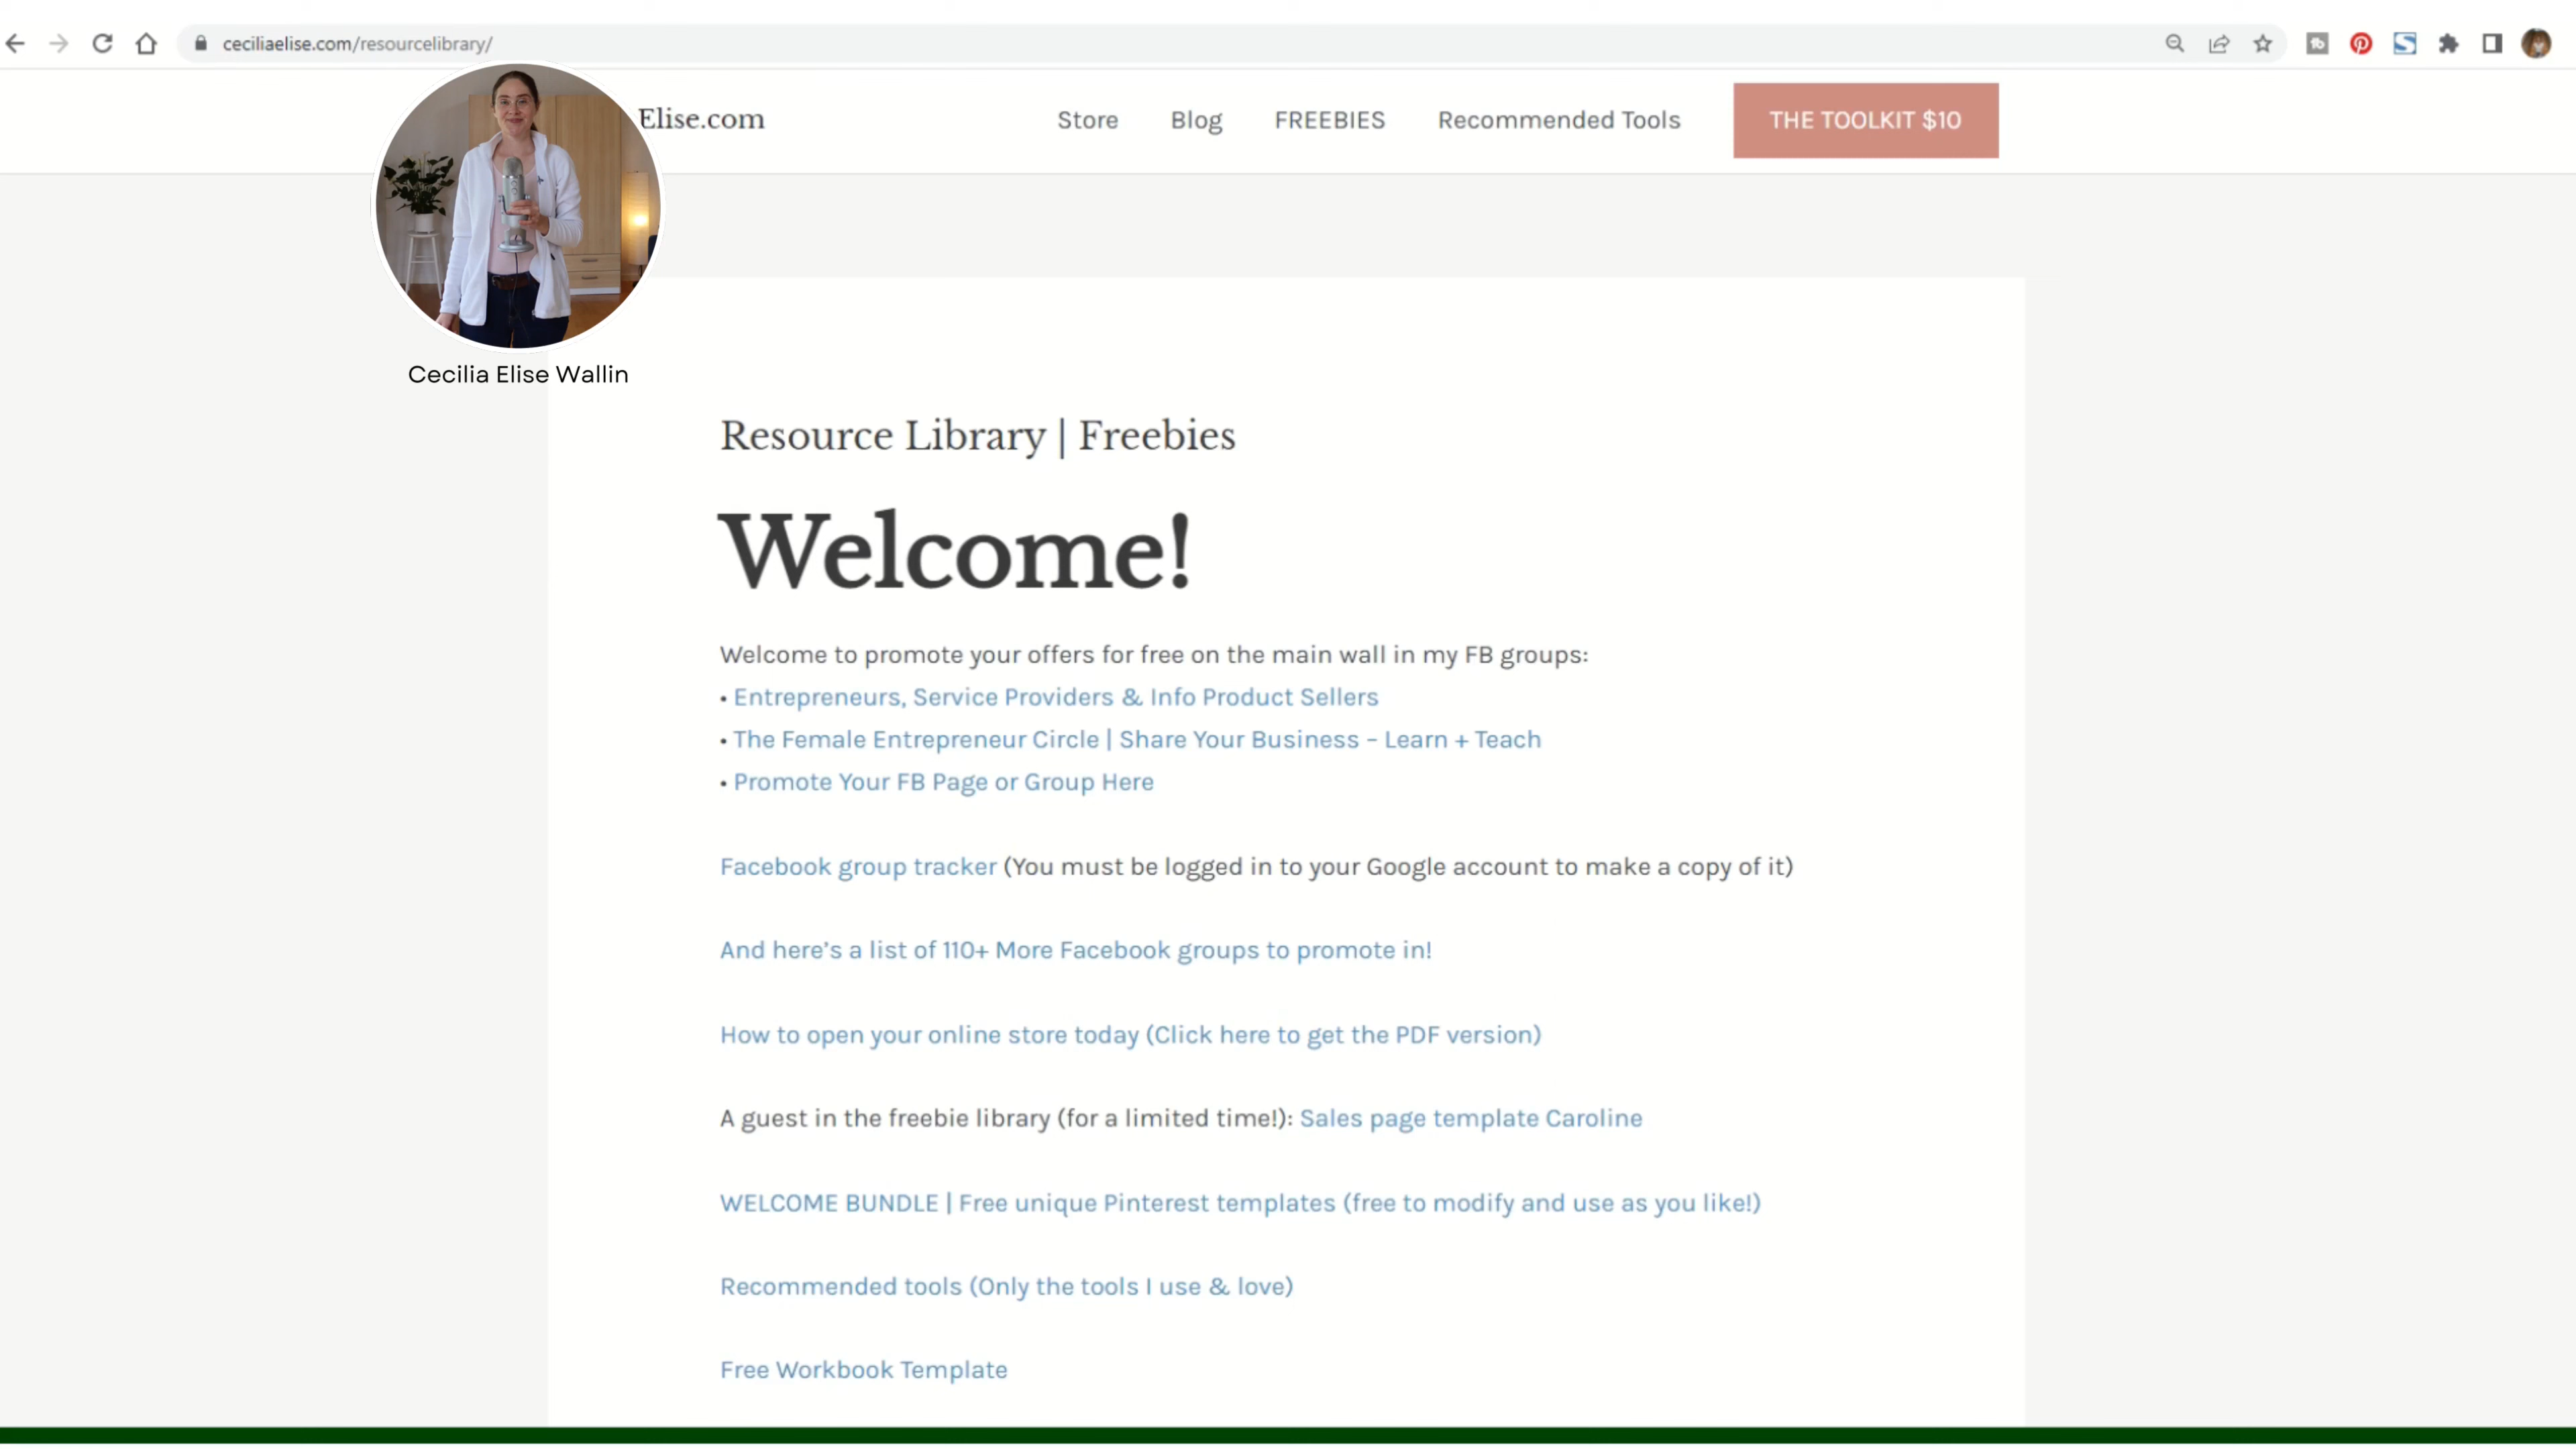 ceciliaelise.com/resourcelibrary/
Elise.com
Store
Blog
FREEBIES
Recommended Tools
THE TOOLKIT $10
Cecilia Elise Wallin
Resource Library | Freebies
Welcome!
Welcome to promote your offers for free on the main wall in my FB groups:
• Entrepreneurs, Service Providers & Info Product Sellers
• The Female Entrepreneur Circle | Share Your Business – Learn + Teach
• Promote Your FB Page or Group Here
Facebook group tracker (You must be logged in to your Google account to make a copy of it)
And here's a list of 110+ More Facebook groups to promote in!
How to open your online store today (Click here to get the PDF version)
A guest in the freebie library (for a limited time!): Sales page template Caroline
WELCOME BUNDLE | Free unique Pinterest templates (free to modify and use as you like!)
Recommended tools (Only the tools I use & love)
Free Workbook Template